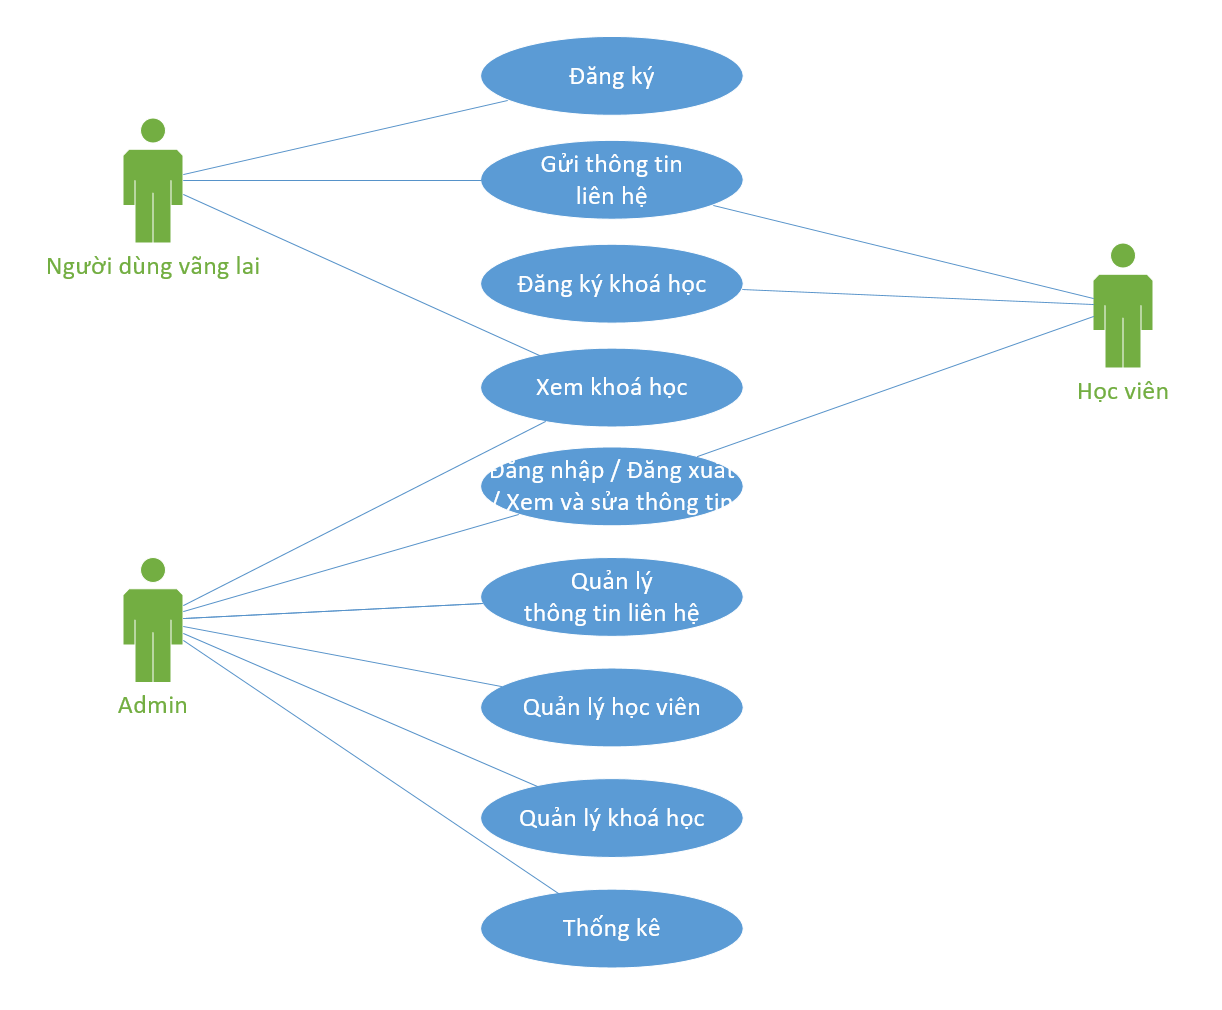 Đăng ký
Gửi thông tin
liên hệ
Người dùng vãng lai
Đăng ký khoá học
Xem khoá học
Học viên
Đăng nhập / Đăng xuất
/ Xem và sửa thông tin
Quản lý
thông tin liên hệ
Admin
Quản lý học viên
Quản lý khoá học
Thống kê